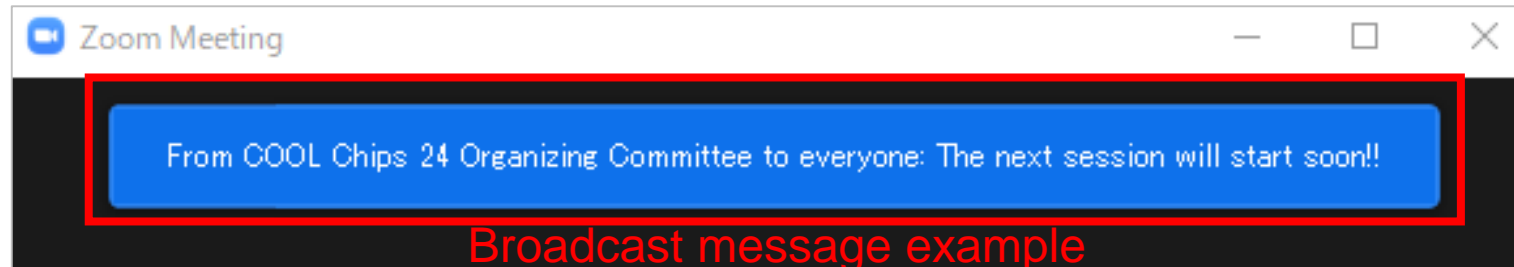 Zoom Meeting
From COOL Chips 24 Organizing Committee to everyone: The next session will start soon!!
Broadcast message example